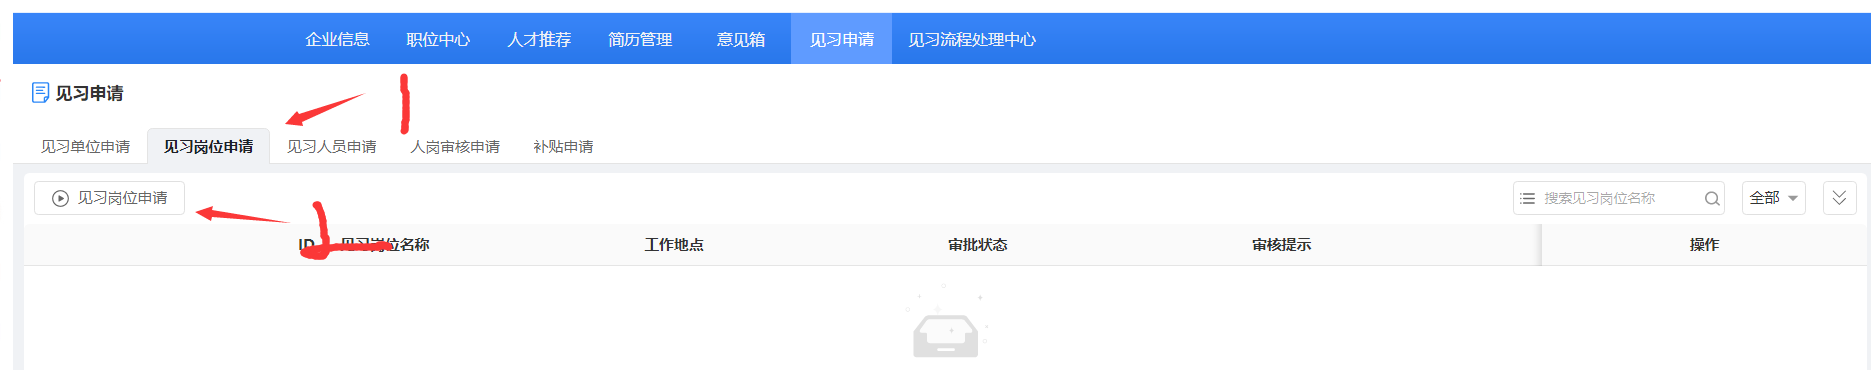 企业信息 职位中心 人才推荐 简历管理 意见箱 见习申请 见习流程处理中心
见习申请
见习单位申请 见习岗位申请 见习人员申请 人岗审核申请 补贴申请
见习岗位申请 搜索见习岗位名称 全部
ID 见习岗位名称 工作地点 审批状态 审核提示 操作